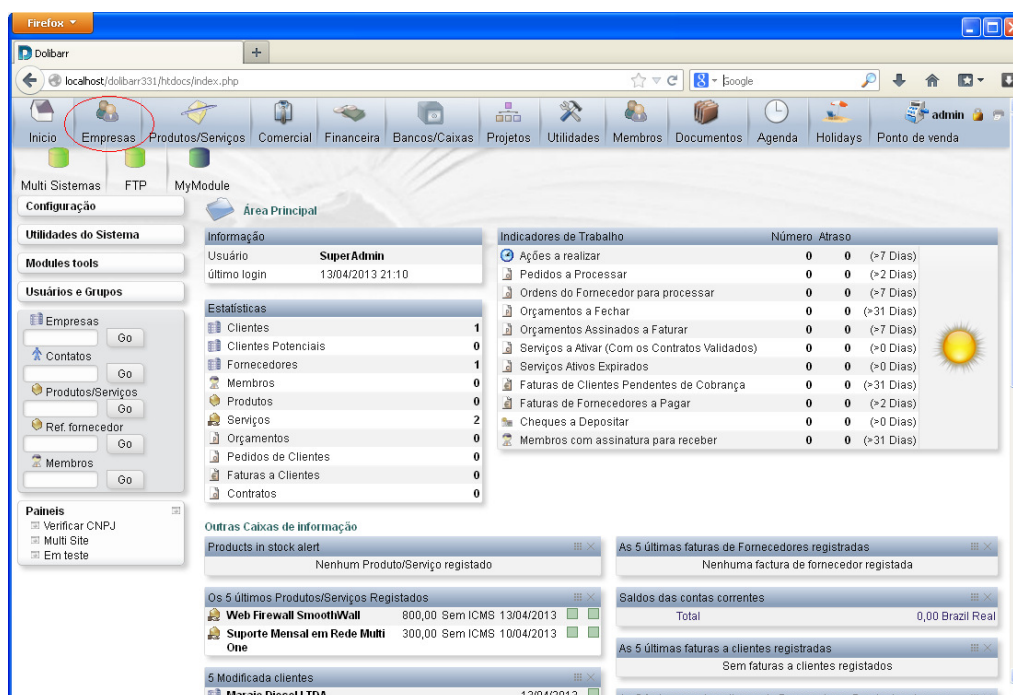 Firefox
Dolibarr
localhost/dolibarr331/htdocs/index.php
Google
Inicio Empresas Produtos/Serviços Comercial Financeira Bancos/Caixas Projetos Utilidades Membros Documentos Agenda Holidays Ponto de venda admin
Multi Sistemas FTP MyModule
Configuração
Utilidades do Sistema
Modules tools
Usuários e Grupos
Empresas
Go
Contatos
Go
Produtos/Serviços
Go
Ref. fornecedor
Go
Membros
Go
Paineis
Verificar CNPJ
Multi Site
Em teste
Área Principal
Informação
Usuário SuperAdmin
último login 13/04/2013 21:10
Estatísticas
Clientes 1
Clientes Potenciais 0
Fornecedores 1
Membros 0
Produtos 0
Serviços 2
Orçamentos 0
Pedidos de Clientes 0
Faturas a Clientes 0
Contratos 0
Indicadores de Trabalho Número Atraso
Ações a realizar 0 0 (>7 Dias)
Pedidos a Processar 0 0 (>2 Dias)
Ordens do Fornecedor para processar 0 0 (>7 Dias)
Orçamentos a Fechar 0 0 (>31 Dias)
Orçamentos Assinados a Faturar 0 0 (>7 Dias)
Serviços a Ativar (Com os Contratos Validados) 0 0 (>0 Dias)
Serviços Ativos Expirados 0 0 (>0 Dias)
Faturas de Clientes Pendentes de Cobrança 0 0 (>31 Dias)
Faturas de Fornecedores a Pagar 0 0 (>2 Dias)
Cheques a Depositar 0 0 (>0 Dias)
Membros com assinatura para receber 0 0 (>31 Dias)
Outras Caixas de informação
Products in stock alert
Nenhum Produto/Serviço registado
Os 5 últimos Produtos/Serviços Registados
Web Firewall SmoothWall 800,00 Sem ICMS 13/04/2013
Suporte Mensal em Rede Multi One 300,00 Sem ICMS 10/04/2013
5 Modificada clientes
Marajo Diesel LTDA 13/04/2013
As 5 últimas faturas de Fornecedores registradas
Nenhuma factura de fornecedor registrada
Saldos das contas correntes
Total 0,00 Brazil Real
As 5 últimas faturas a clientes registradas
Sem faturas a clientes registados